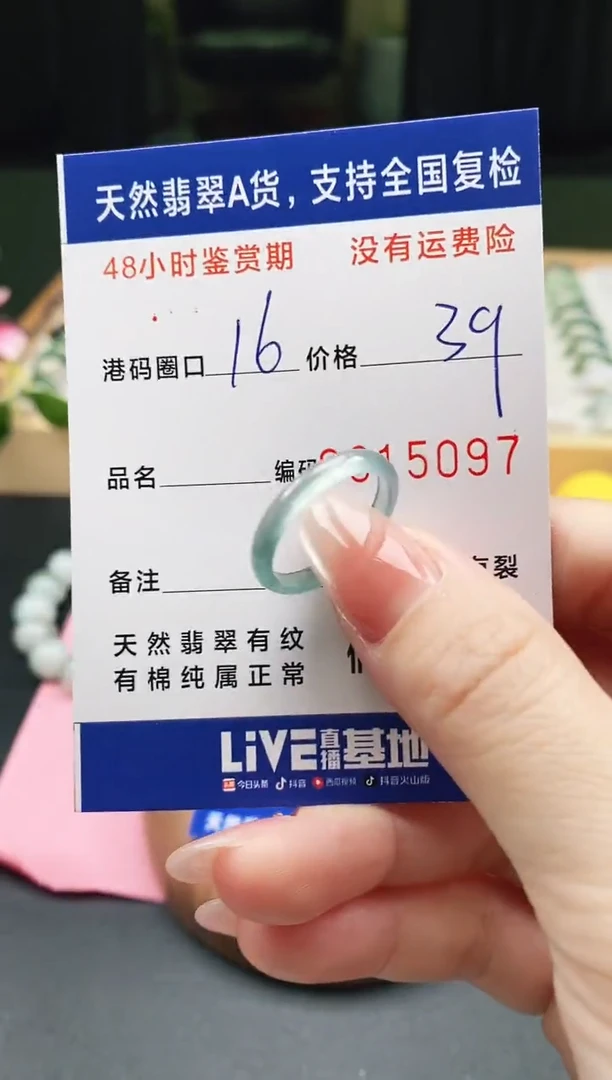 天然翡翠A货，支持全国复检
48小时鉴赏期 没有运费险
港码圈口 16 价格 39
品名 编码 15097
备注 裂
天然翡翠有纹
有棉纯属正常
LiVE直播基地
今日头条 抖音 西瓜视频 抖音火山版